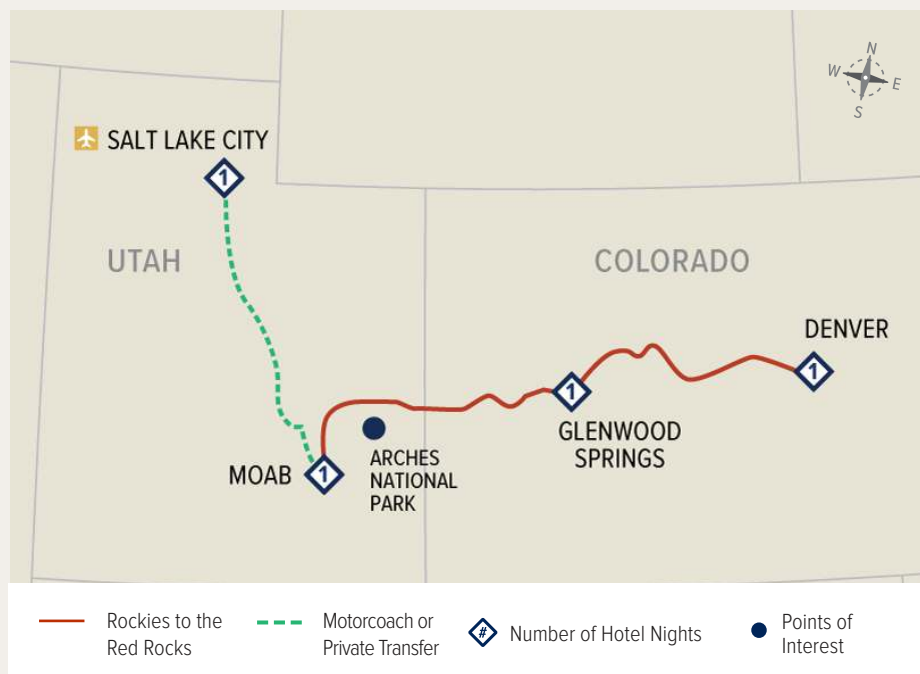 N
W
E
S
SALT LAKE CITY
1
UTAH
COLORADO
DENVER
1
1
GLENWOOD
SPRINGS
MOAB
1
ARCHES
NATIONAL
PARK
Rockies to the
Red Rocks
Motorcoach or
Private Transfer
#
Number of Hotel Nights
Points of
Interest